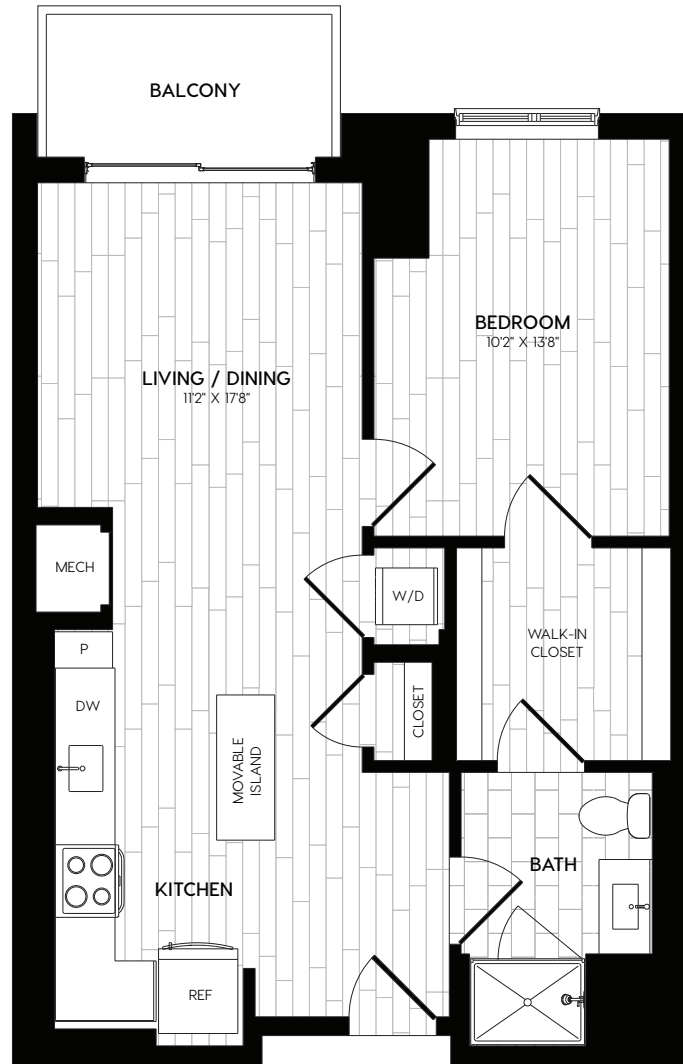 BALCONY
BEDROOM
10'2" X 13'8"
LIVING / DINING
11'2" X 17'8"
MECH
W/D
WALK-IN
CLOSET
P
DW
CLOSET
MOVABLE
ISLAND
KITCHEN
BATH
REF